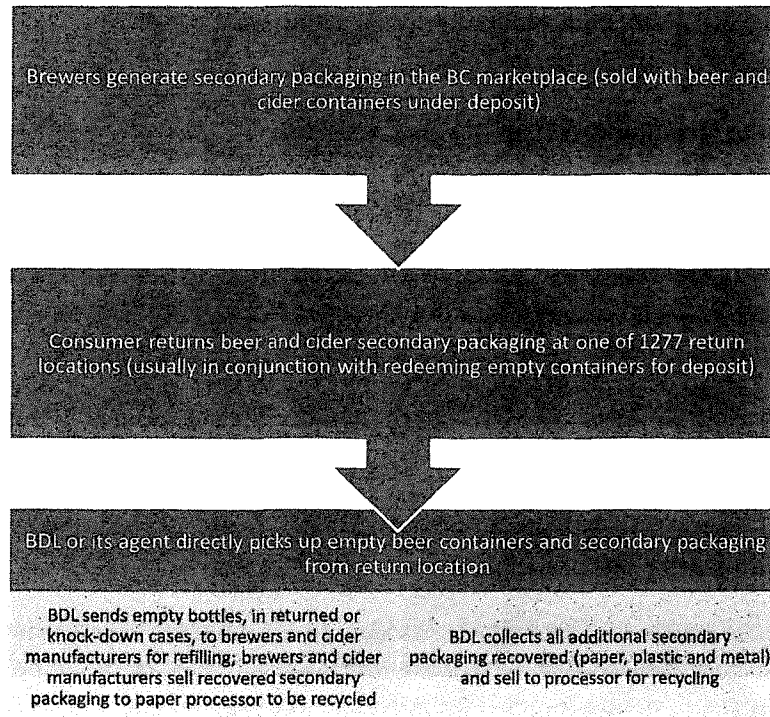 Brewers generate secondary packaging in the BC marketplace (sold with beer and
cider containers under deposit)
Consumer returns beer and cider secondary packaging at one of 1277 return
locations (usually in conjunction with redeeming empty containers for deposit)
BDL or its agent directly picks up empty beer containers and secondary packaging
from return location
BDL sends empty bottles, in returned or
knock-down cases, to brewers and cider
manufacturers for refilling; brewers and cider
manufacturers sell recovered secondary
packaging to paper processor to be recycled
BDL collects all additional secondary
packaging recovered (paper, plastic and metal)
and sell to processor for recycling